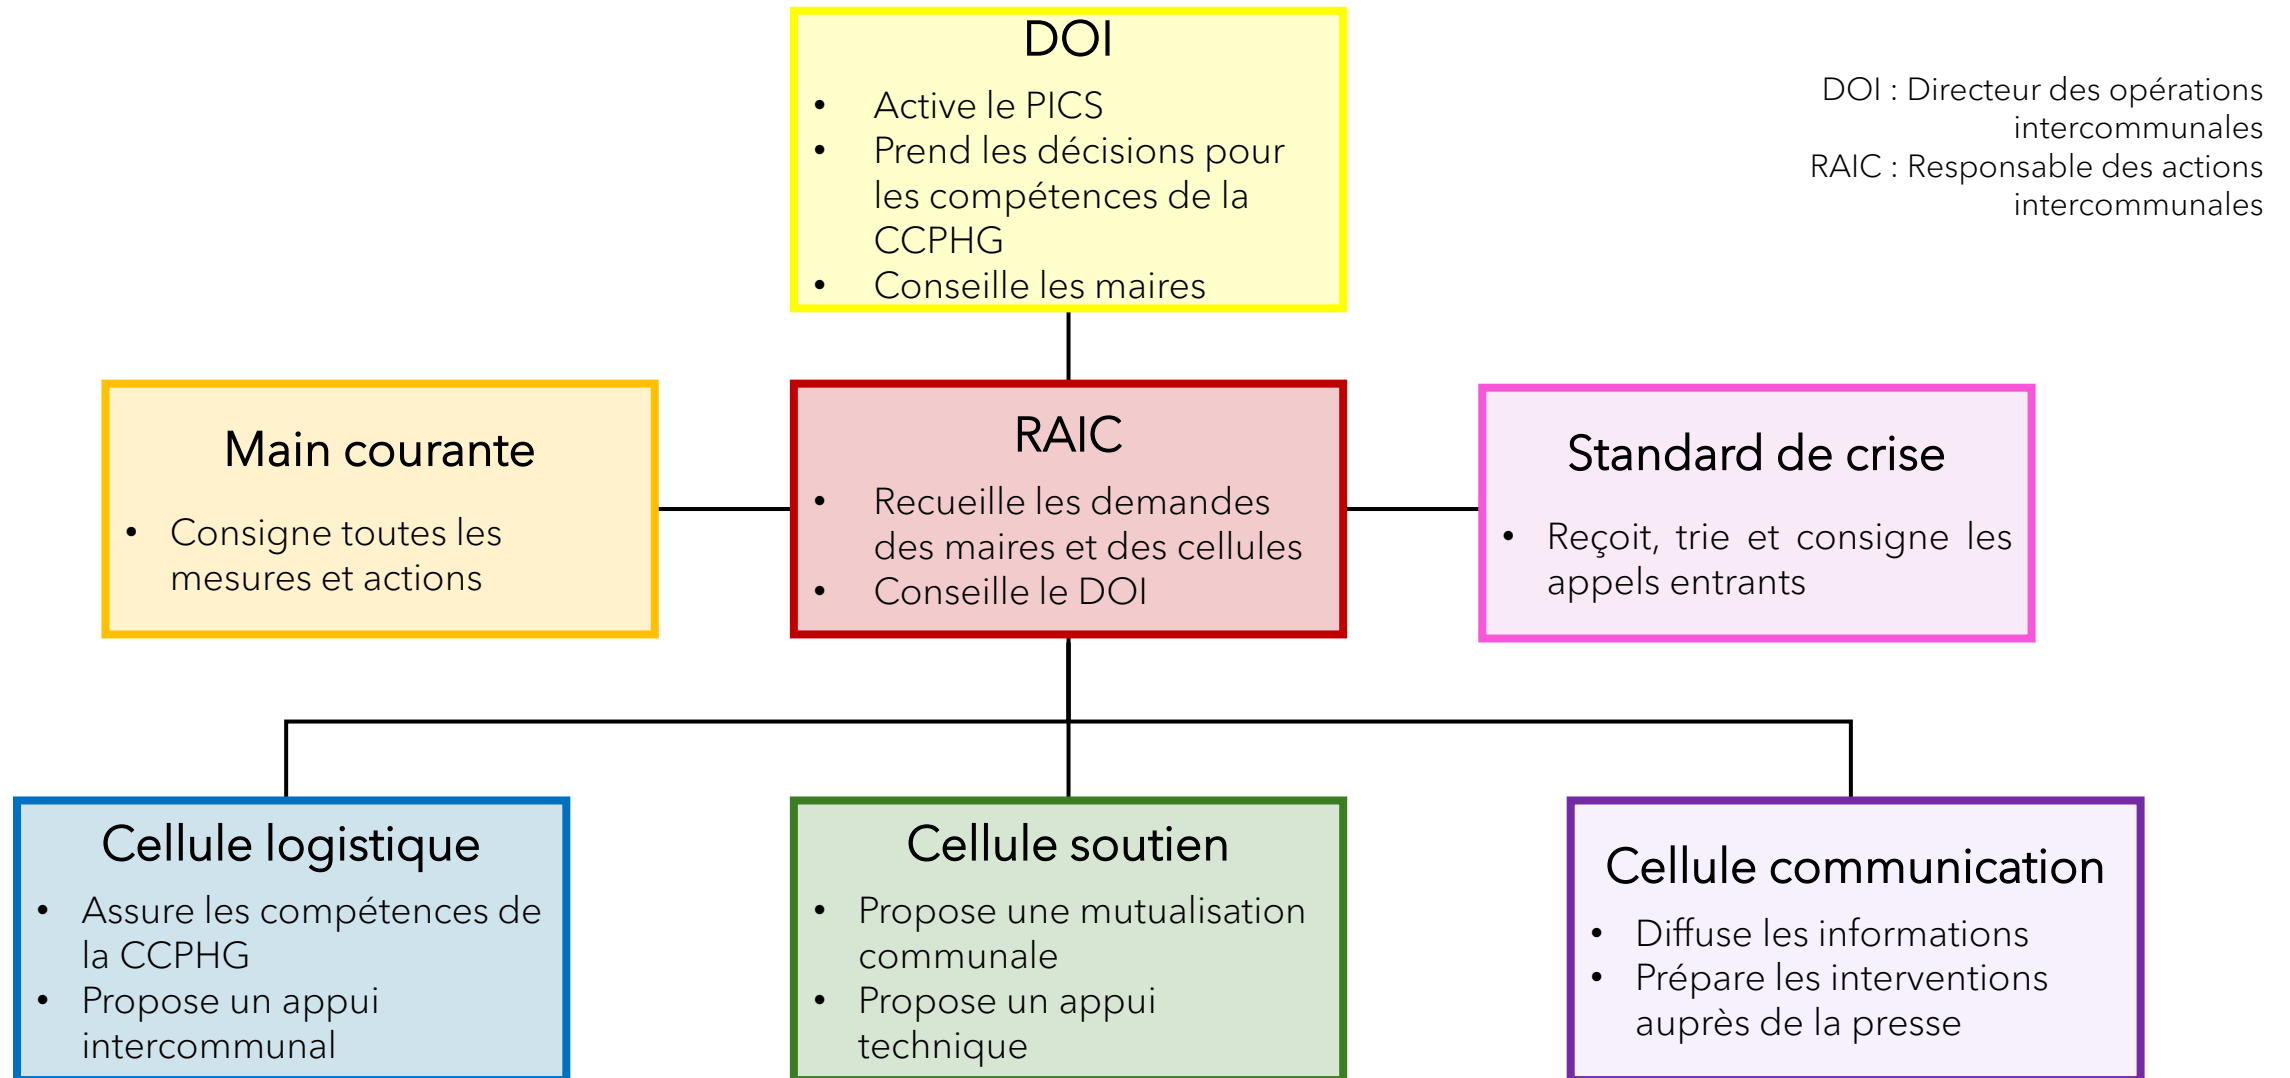 DOI
• Active le PICS
• Prend les décisions pour
les compétences de la
CCPHG
• Conseille les maires
DOI : Directeur des opérations
intercommunales
RAIC : Responsable des actions
intercommunales
Main courante
• Consigne toutes les
mesures et actions
RAIC
• Recueille les demandes
des maires et des cellules
• Conseille le DOI
Standard de crise
• Reçoit, trie et consigne les
appels entrants
Cellule logistique
• Assure les compétences de
la CCPHG
• Propose un appui
intercommunal
Cellule soutien
• Propose une mutualisation
communale
• Propose un appui
technique
Cellule communication
• Diffuse les informations
• Prépare les interventions
auprès de la presse